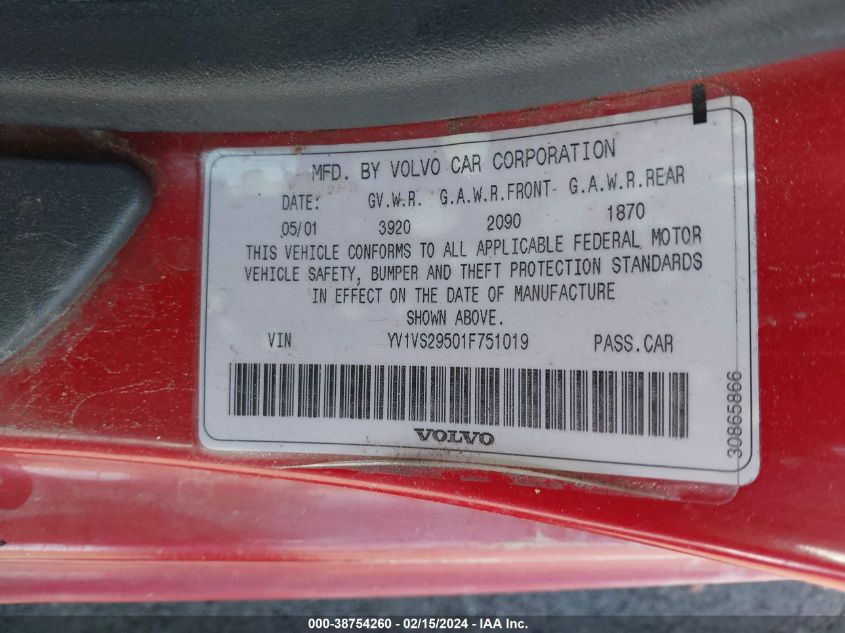 MFD. BY VOLVO CAR CORPORATION
DATE: GV.W.R. G.A.W.R.FRONT- G.A.W.R.REAR
05/01 3920 2090 1870
THIS VEHICLE CONFORMS TO ALL APPLICABLE FEDERAL MOTOR
VEHICLE SAFETY, BUMPER AND THEFT PROTECTION STANDARDS
IN EFFECT ON THE DATE OF MANUFACTURE
SHOWN ABOVE.
VIN YV1VS29501F751019 PASS.CAR
VOLVO
30865866
000-38754260 - 02/15/2024 - IAA Inc.